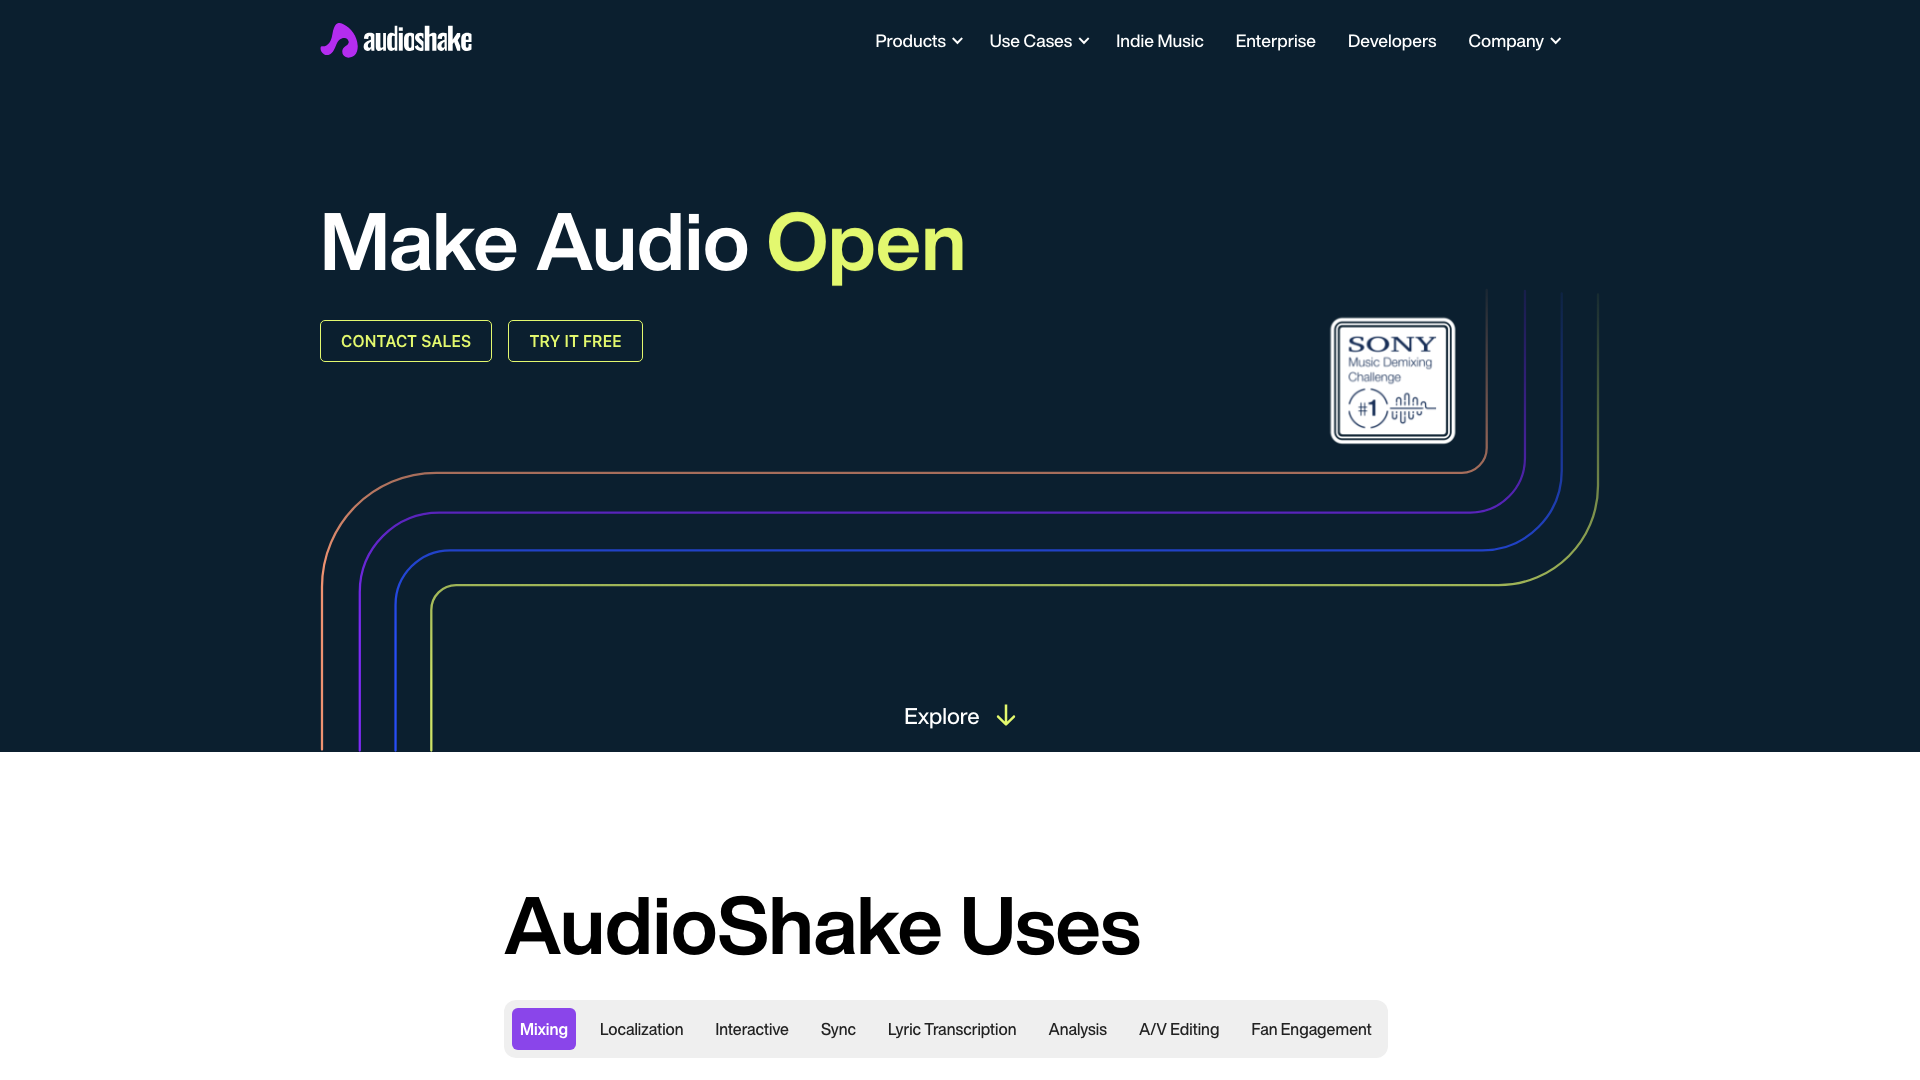 audioshake
Products
Use Cases
Indie Music
Enterprise
Developers
Company
Make Audio Open
CONTACT SALES
TRY IT FREE
SONY
Music Demixing
Challenge
#1
Explore
AudioShake Uses
Mixing
Localization
Interactive
Sync
Lyric Transcription
Analysis
A/V Editing
Fan Engagement